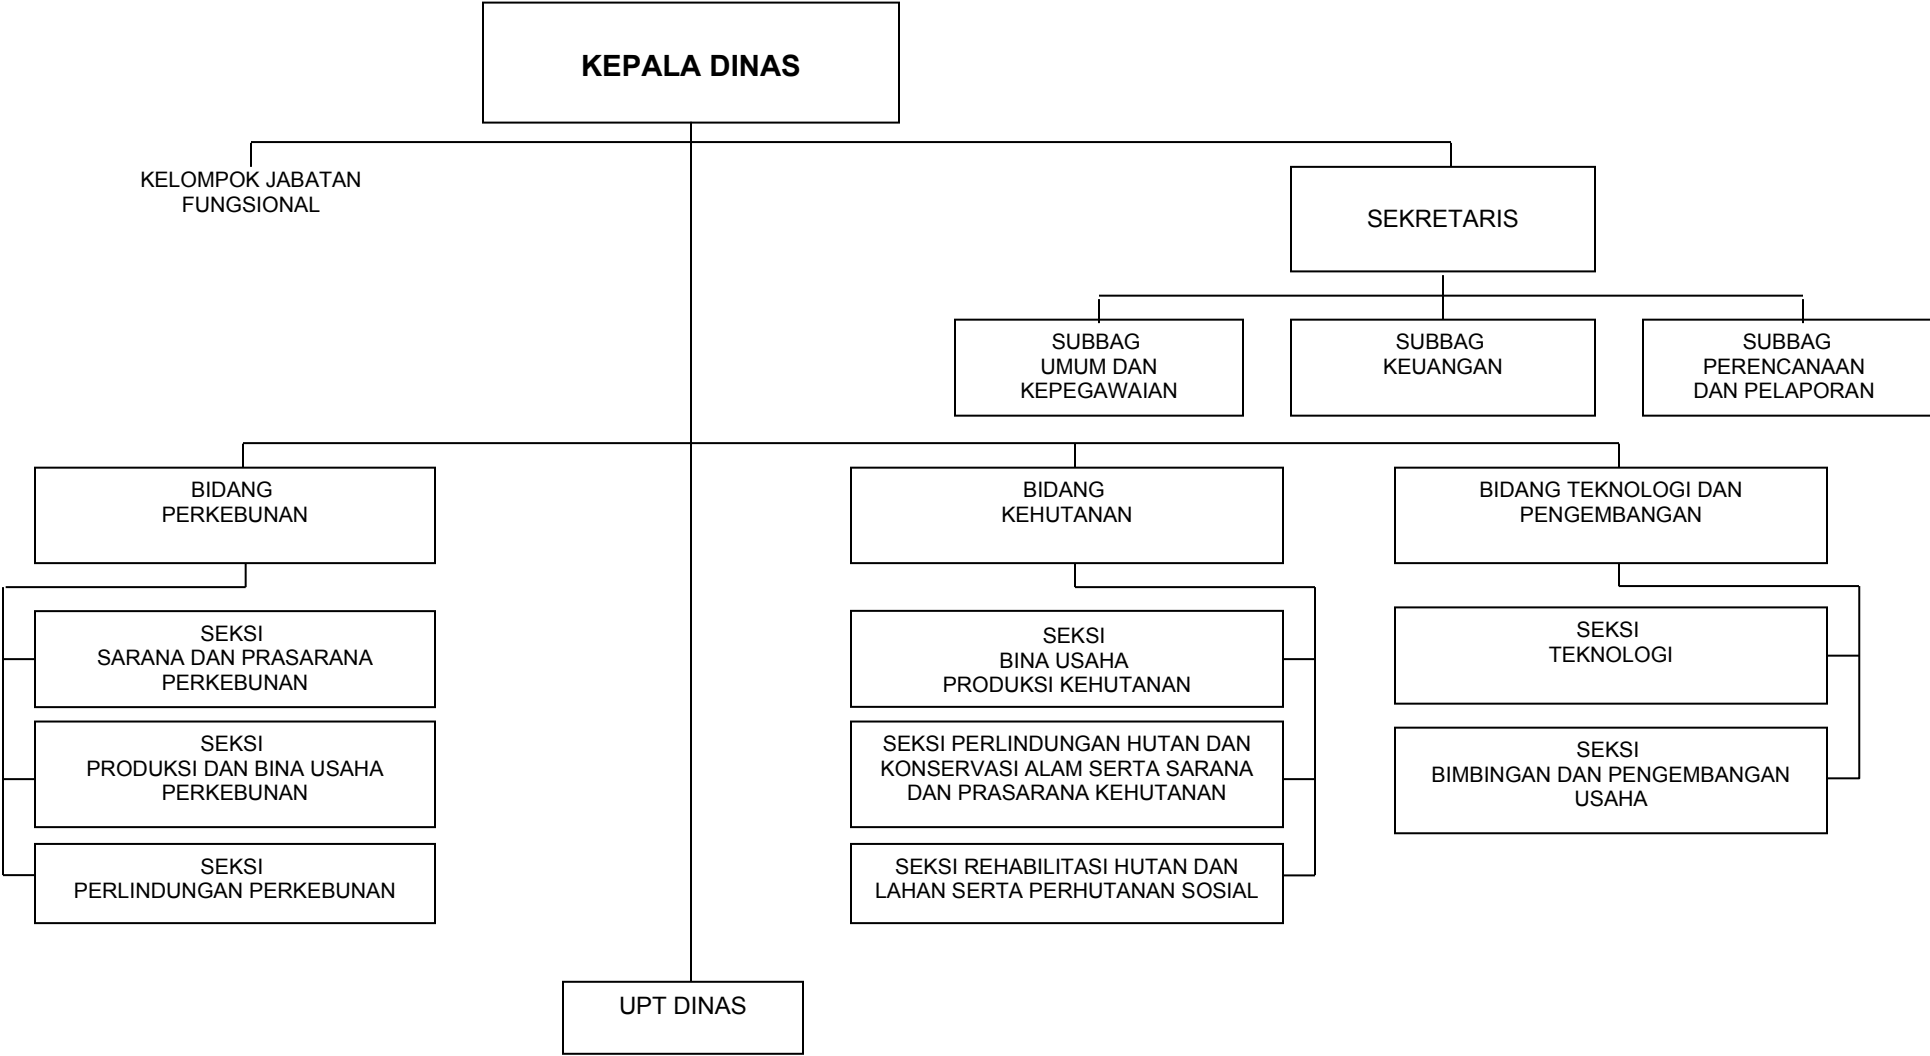 KEPALA DINAS
KELOMPOK JABATAN
FUNGSIONAL
SEKRETARIS
SUBBAG
UMUM DAN
KEPEGAWAIAN
SUBBAG
KEUANGAN
SUBBAG
PERENCANAAN
DAN PELAPORAN
BIDANG
PERKEBUNAN
BIDANG
KEHUTANAN
BIDANG TEKNOLOGI DAN
PENGEMBANGAN
SEKSI
SARANA DAN PRASARANA
PERKEBUNAN
SEKSI
PRODUKSI DAN BINA USAHA
PERKEBUNAN
SEKSI
PERLINDUNGAN PERKEBUNAN
SEKSI
BINA USAHA
PRODUKSI KEHUTANAN
SEKSI PERLINDUNGAN HUTAN DAN
KONSERVASI ALAM SERTA SARANA
DAN PRASARANA KEHUTANAN
SEKSI REHABILITASI HUTAN DAN
LAHAN SERTA PERHUTANAN SOSIAL
SEKSI
TEKNOLOGI
SEKSI
BIMBINGAN DAN PENGEMBANGAN
USAHA
UPT DINAS